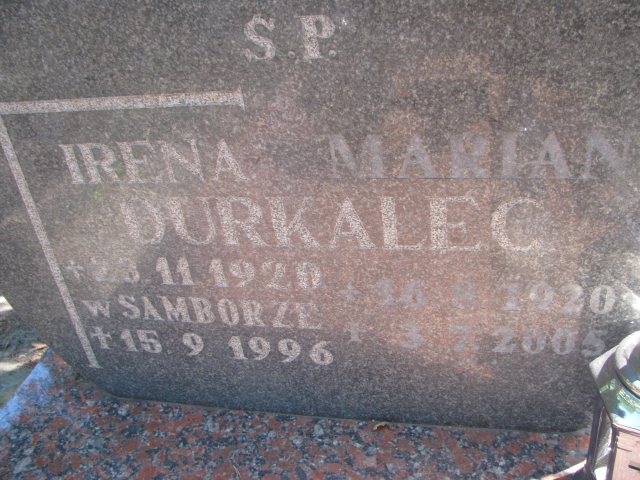 S.P.
IRENA MARIAN
DURKALEC
11.1920
w SAMBORZE
+ 16.8.1920
+ 15.9 1996
+ 3.7.2005